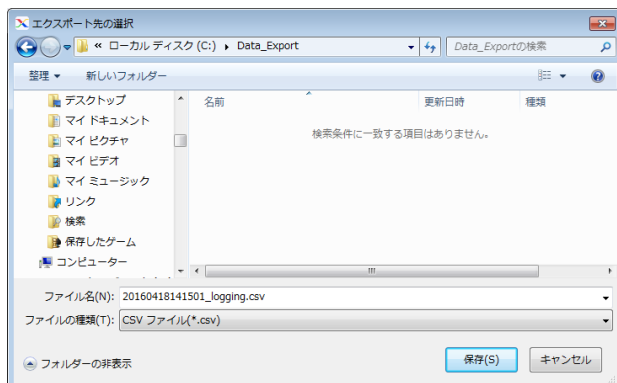 エクスポート先の選択
« ローカル ディスク (C:) ▸ Data_Export
Data_Exportの検索
整理 新しいフォルダー
名前 更新日時 種類
検索条件に一致する項目はありません。
デスクトップ
マイ ドキュメント
マイ ピクチャ
マイ ビデオ
マイ ミュージック
リンク
検索
保存したゲーム
コンピューター
ファイル名(N): 20160418141501_logging.csv
ファイルの種類(T): CSV ファイル(*.csv)
フォルダーの非表示 保存(S) キャンセル